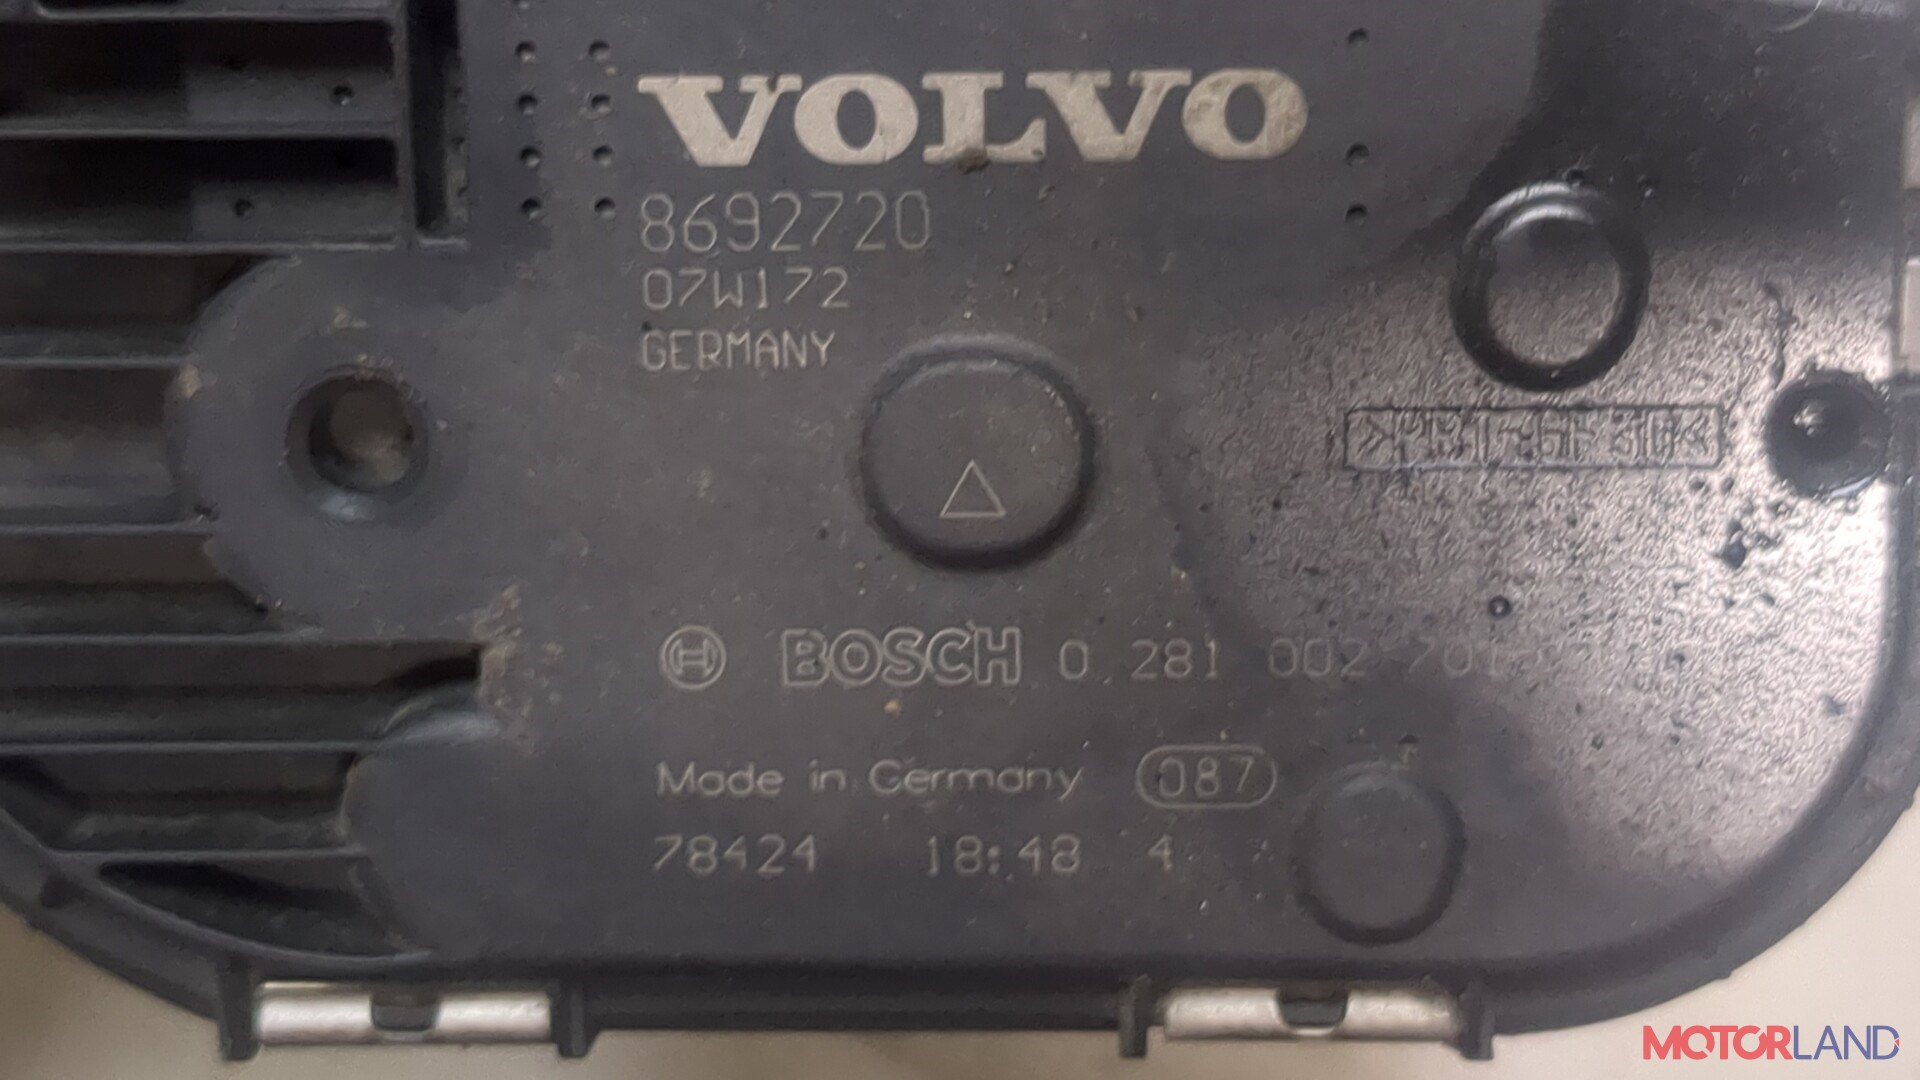 VOLVO
8692720
07W172
GERMANY
BOSCH 0 281 002 701
Made in Germany 087
78424 18:48 4
MOTORLAND